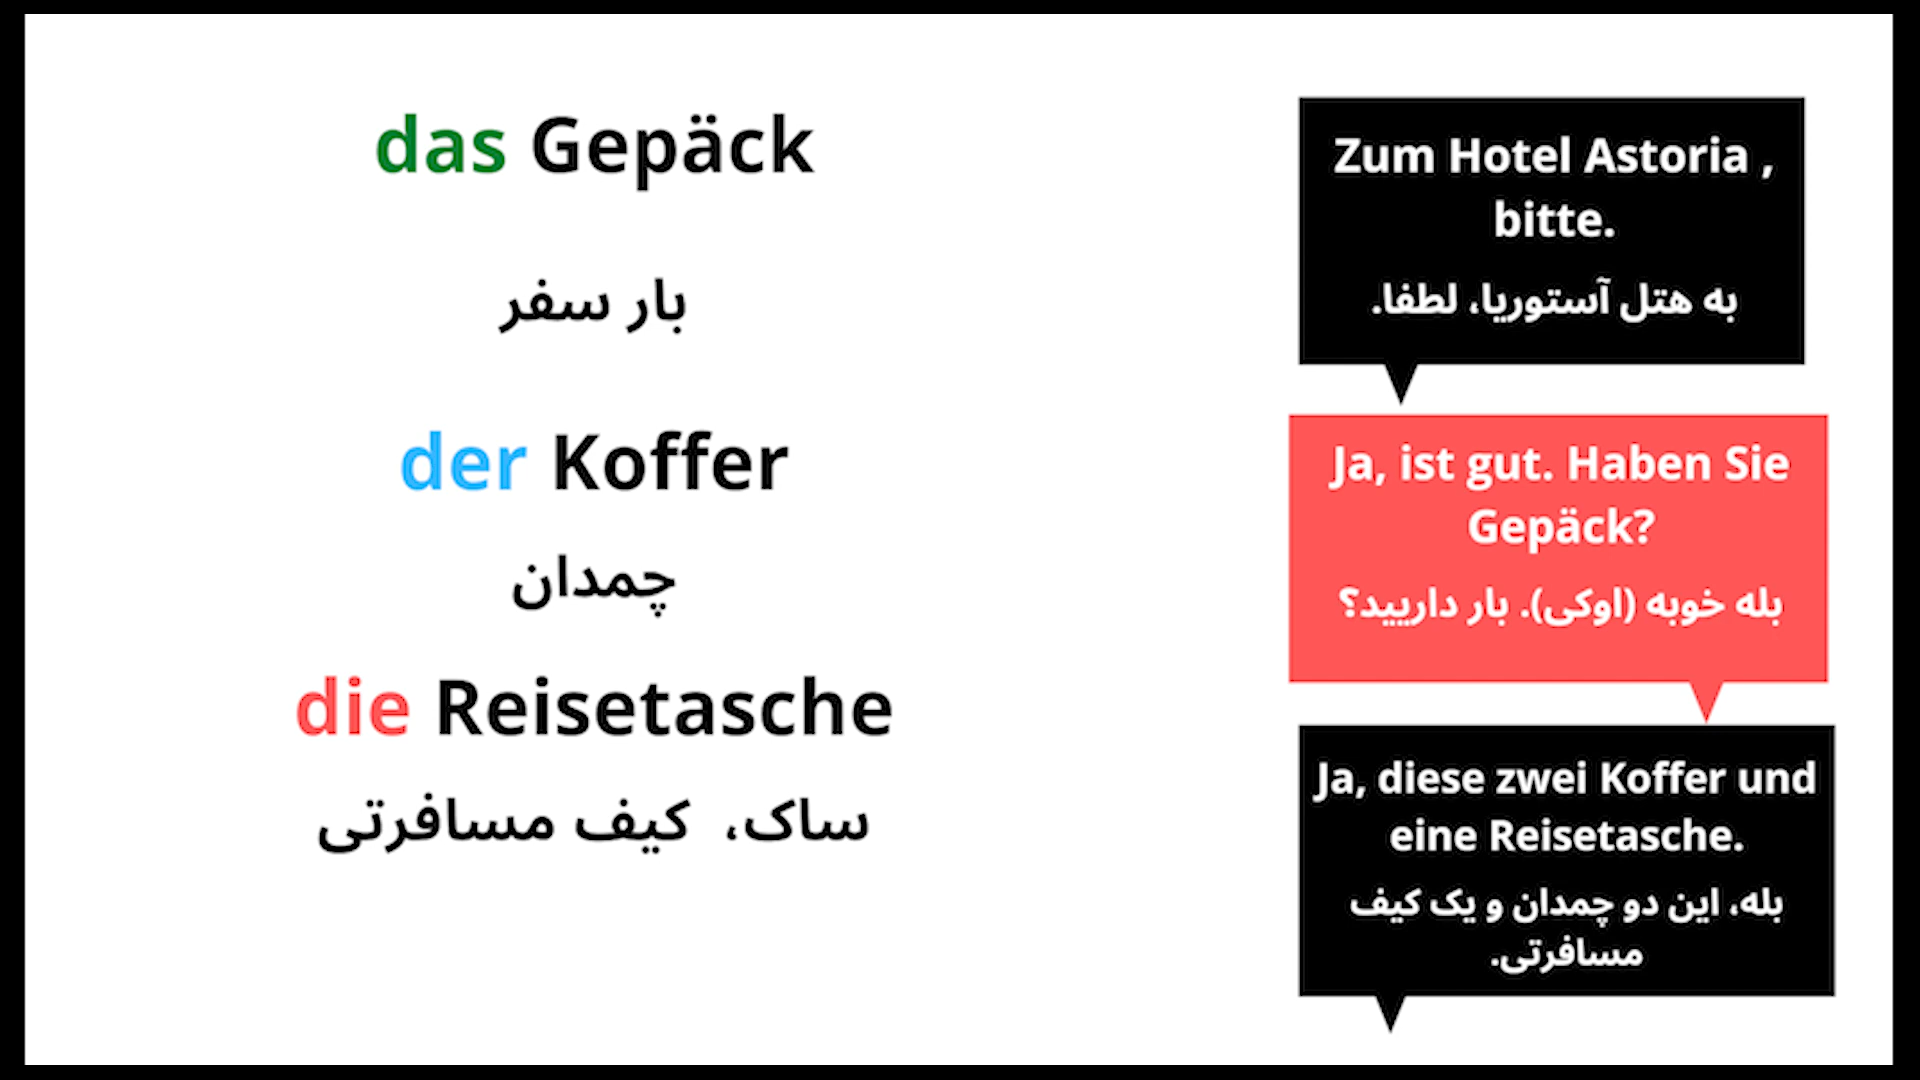 das Gepäck
بار سفر
der Koffer
چمدان
die Reisetasche
ساک، کیف مسافرتی
Zum Hotel Astoria ,
bitte.
به هتل آستوریا، لطفا.
Ja, ist gut. Haben Sie
Gepäck?
بله خوبه (اوکی). بار داریید؟
Ja, diese zwei Koffer und
eine Reisetasche.
بله، این دو چمدان و یک کیف
مسافرتی.